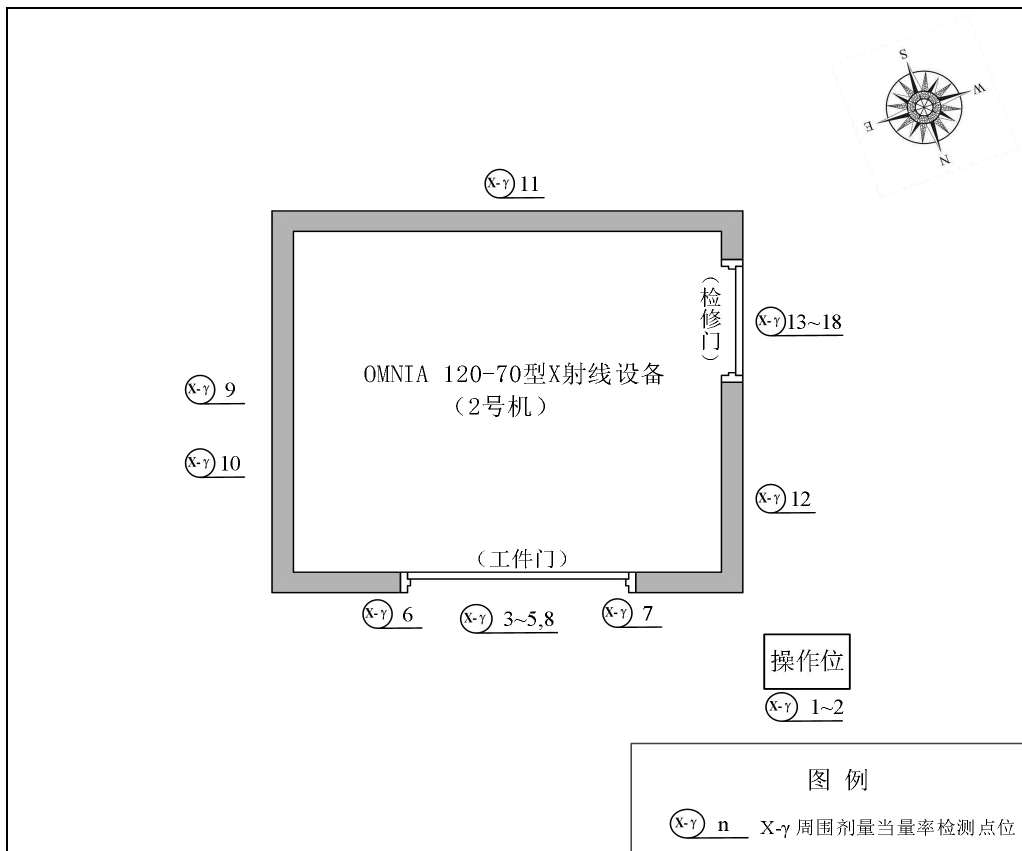 S
W
E
N
X-γ 11
（检修门）
X-γ 13~18
OMNIA 120-70型X射线设备
（2号机）
X-γ 9
X-γ 10
X-γ 12
（工件门）
X-γ 6
X-γ 3~5,8
X-γ 7
操作位
X-γ 1~2
图 例
X-γ n X-γ 周围剂量当量率检测点位